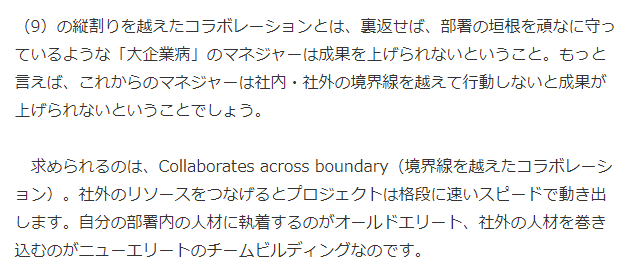 （9）の縦割りを越えたコラボレーションとは、裏返せば、部署の垣根を頑なに守っ
ているような「大企業病」のマネジャーは成果を上げられないということ。もっと
言えば、これからのマネジャーは社内・社外の境界線を越えて行動しないと成果が
上げられないということでしょう。
　求められるのは、Collaborates across boundary（境界線を越えたコラボレーシ
ョン）。社外のリソースをつなげるとプロジェクトは格段に速いスピードで動き出
します。自分の部署内の人材に執着するのがオールドエリート、社外の人材を巻き
込むのがニューエリートのチームビルディングなのです。